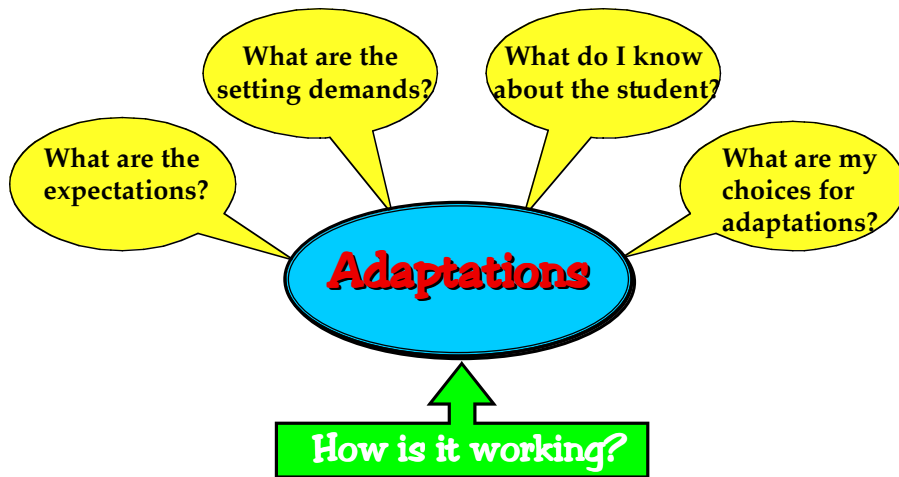 What are the
expectations?
What are the
setting demands?
What do I know
about the student?
What are my
choices for
adaptations?
Adaptations
How is it working?